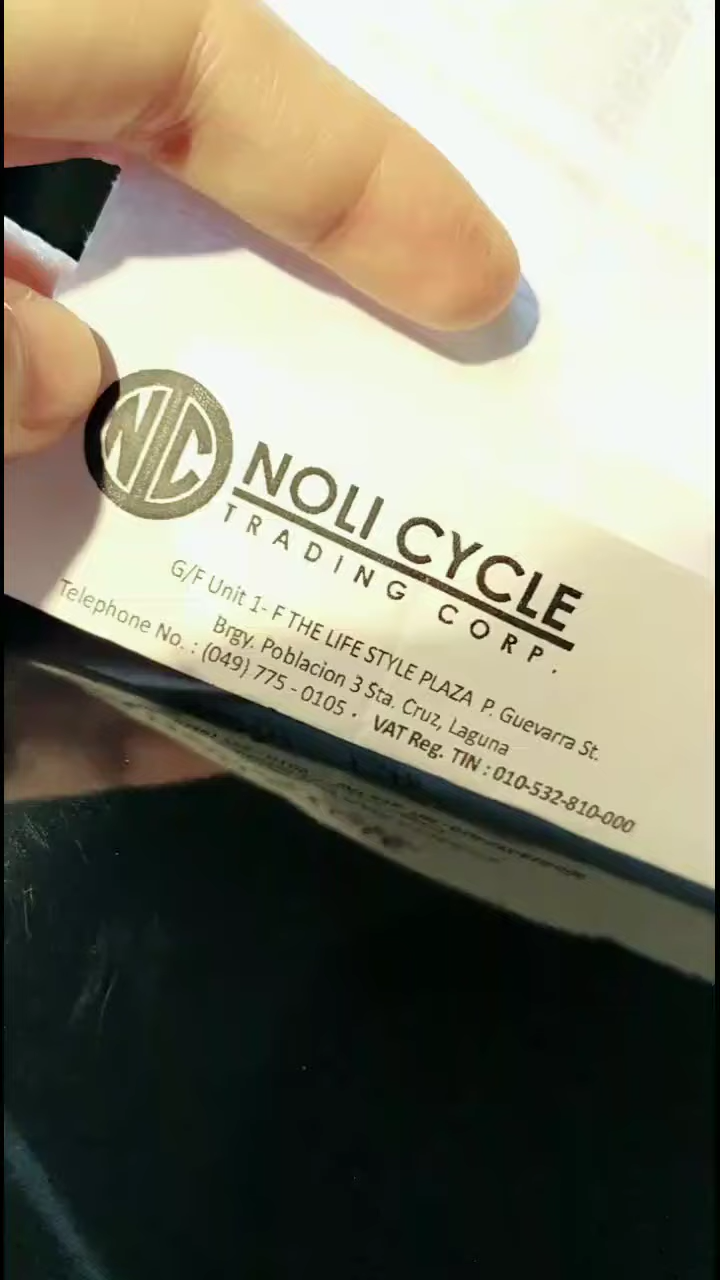 NC
NOLI CYCLE
TRADING CORP.
G/F Unit 1- F THE LIFE STYLE PLAZA P. Guevarra St.
Brgy. Poblacion 3 Sta. Cruz, Laguna
Telephone No. : (049) 775 - 0105 · VAT Reg. TIN : 010-532-810-000